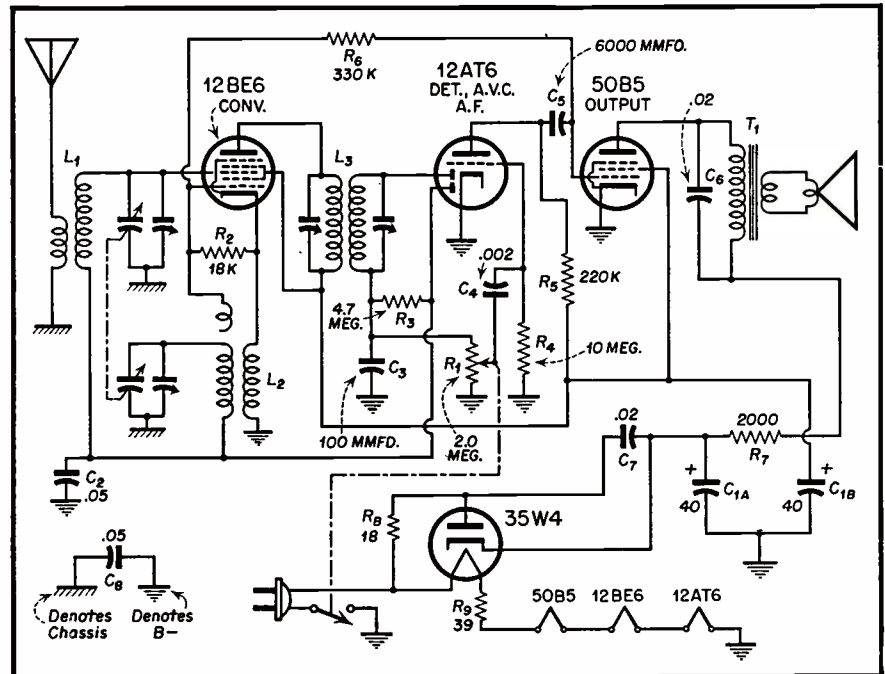 6000 MMFD.
R6
330 K
12BE6
CONV.
12AT6
DET., A.V.C.
A.F.
C5
50B5
OUTPUT
.02
T1
L1
L3
C6
R2
18K
.002
C4
R5
220 K
4.7
MEG.
R3
R4
10 MEG.
L2
C3
R1
100 MMFD.
2.0
MEG.
.02
C7
2000
R7
C2
.05
R8
18
35W4
+
C1A
40
+
C1B
40
.05
C8
Denotes
Chassis
Denotes
B-
R9
39
50B5
12BE6
12AT6